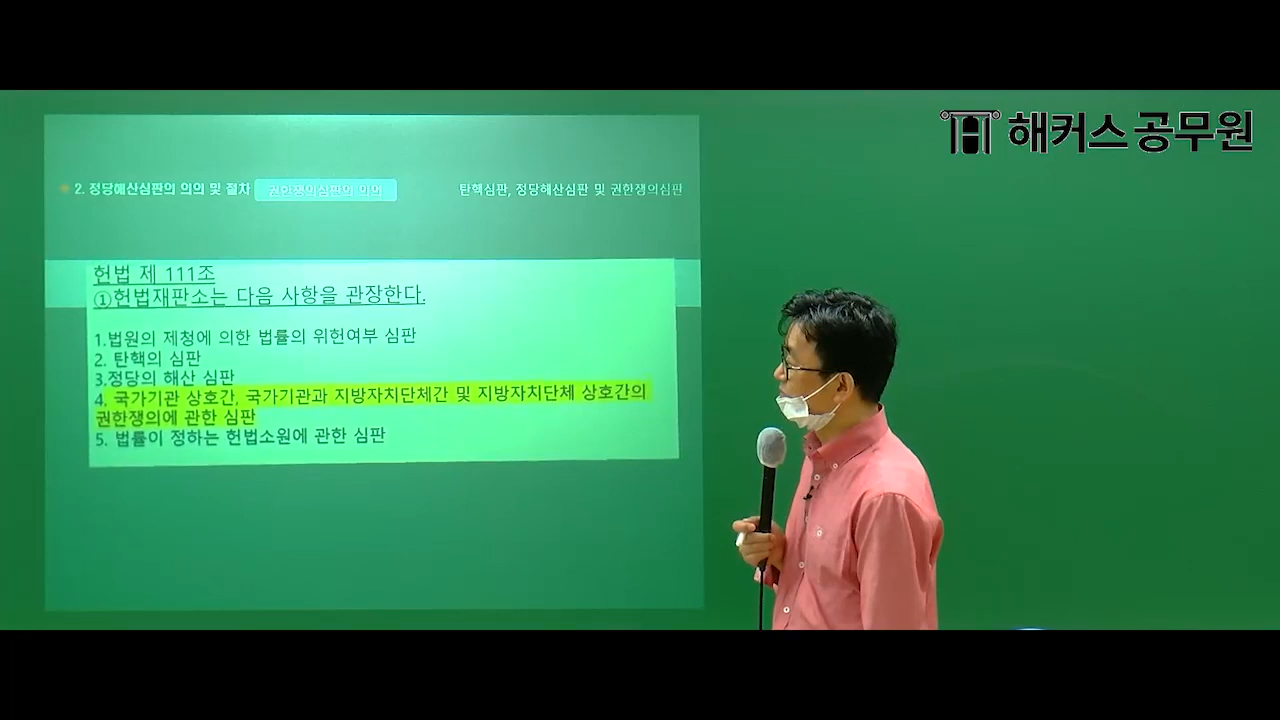 해커스 공무원
2. 정당해산심판의 의의 및 절차 권한쟁의심판의 의의 탄핵심판, 정당해산심판 및 권한쟁의심판
헌법 제 111조
①헌법재판소는 다음 사항을 관장한다.
1.법원의 제청에 의한 법률의 위헌여부 심판
2. 탄핵의 심판
3.정당의 해산 심판
4. 국가기관 상호간, 국가기관과 지방자치단체간 및 지방자치단체 상호간의
권한쟁의에 관한 심판
5. 법률이 정하는 헌법소원에 관한 심판